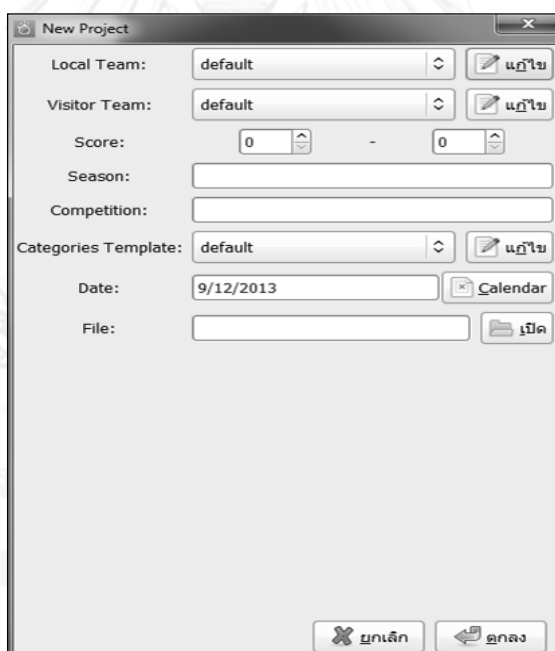 New Project
Local Team: default แก้ไข
Visitor Team: default แก้ไข
Score: 0 - 0
Season:
Competition:
Categories Template: default แก้ไข
Date: 9/12/2013 Calendar
File: เปิด
ยกเลิก ตกลง